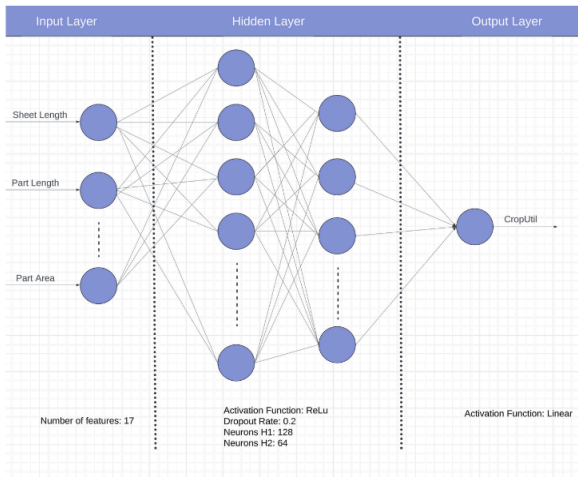 Input Layer
Hidden Layer
Output Layer
Sheet Length
Part Length
Part Area
CropUtil
Number of features: 17
Activation Function: ReLu
Dropout Rate: 0.2
Neurons H1: 128
Neurons H2: 64
Activation Function: Linear